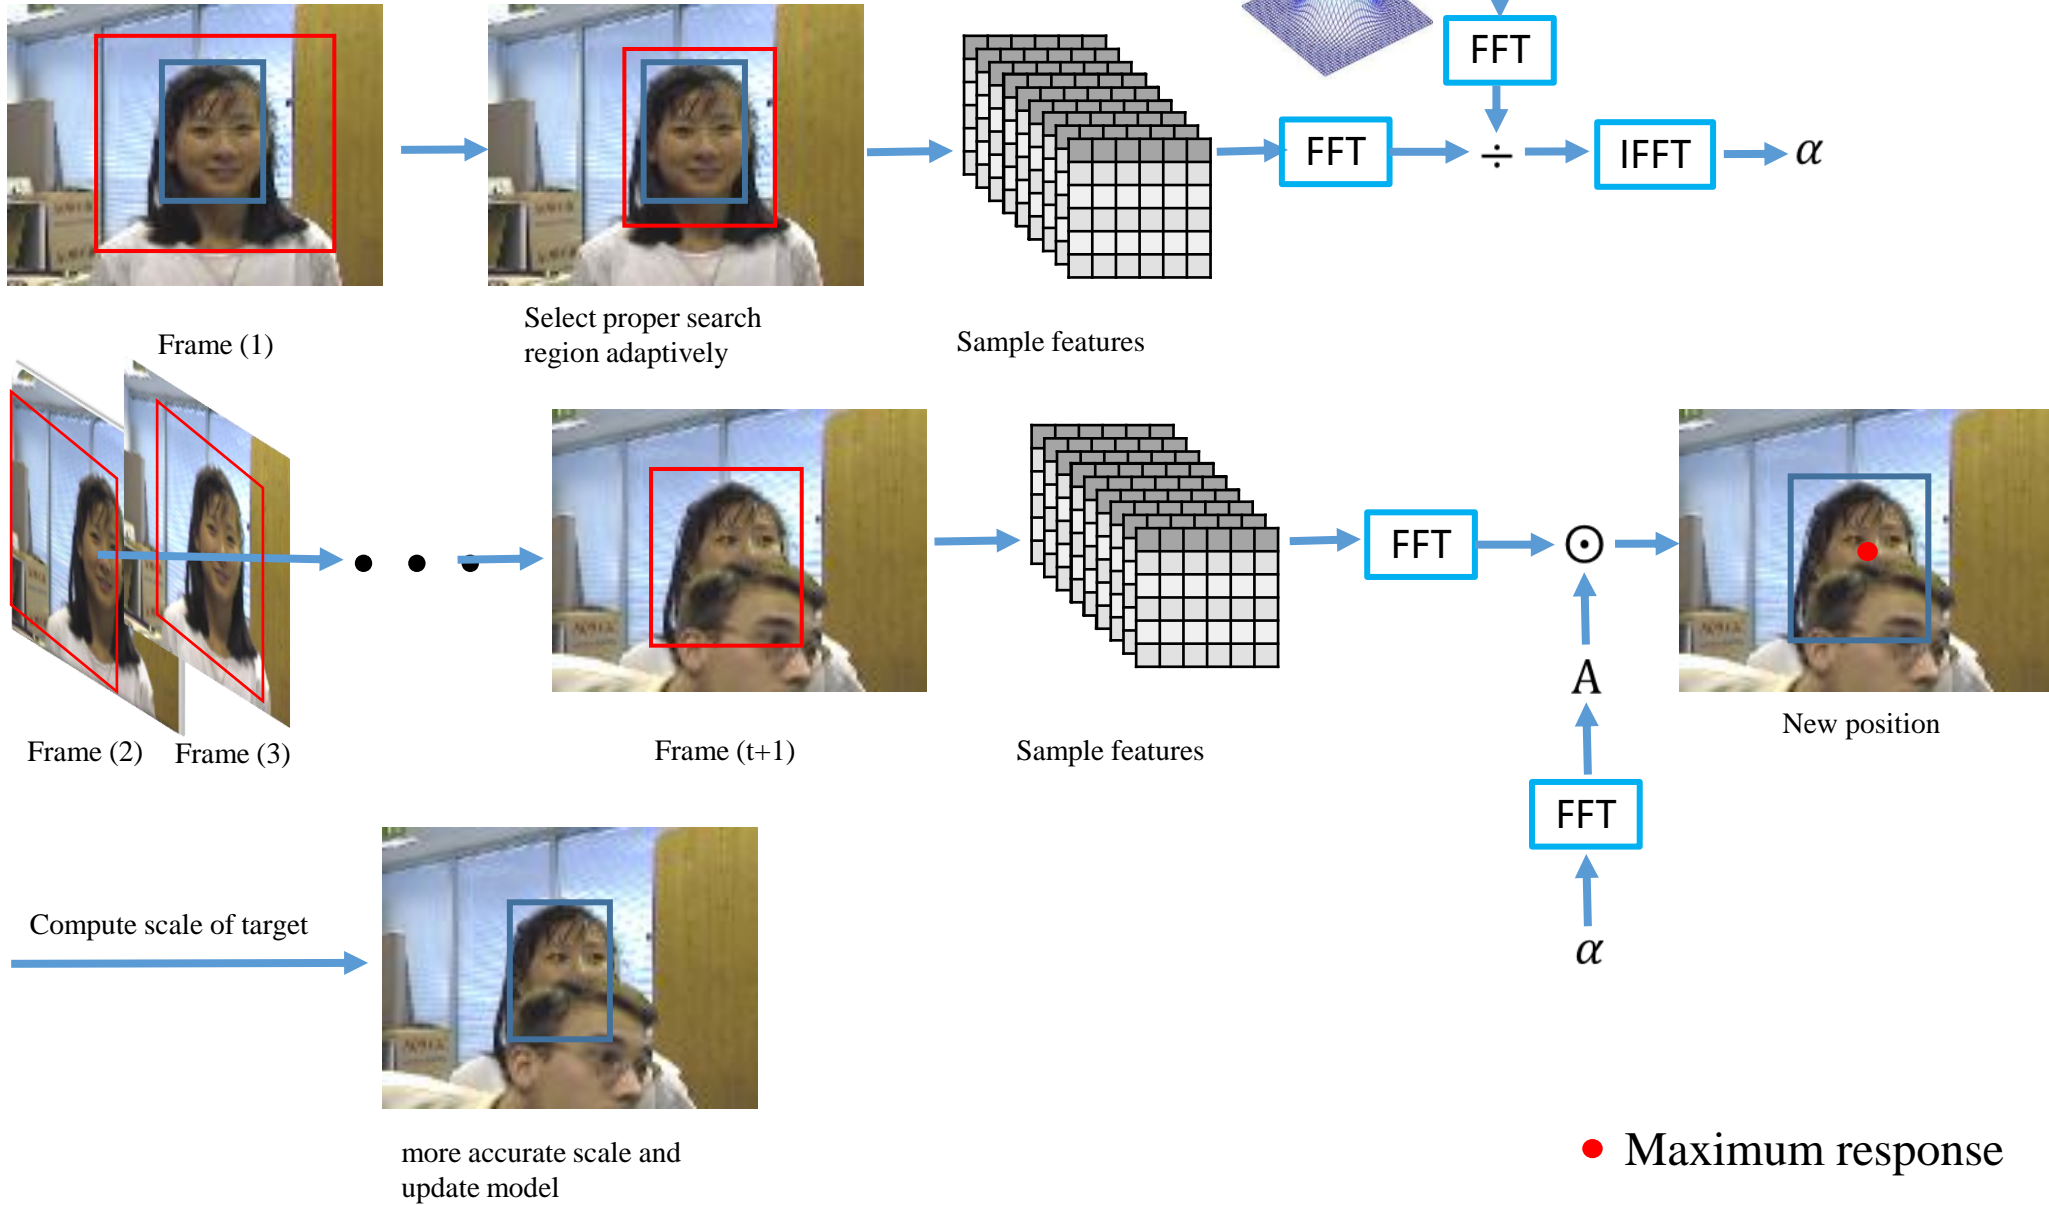 FFT
FFT
÷
IFFT
α
Frame (1)
Select proper search
region adaptively
Sample features
FFT
⊙
A
Frame (2)
Frame (3)
Frame (t+1)
Sample features
New position
FFT
α
Compute scale of target
more accurate scale and
update model
Maximum response